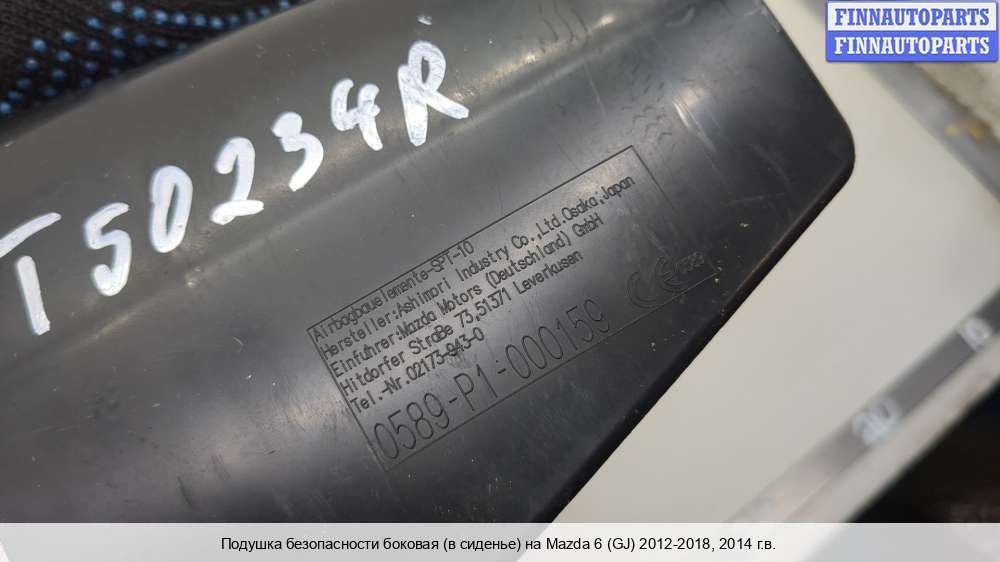 FINNAUTOPARTS
FINNAUTOPARTS
T50234R
Airbagbauelemente-SPT-10
Hersteller:Ashimori Industry Co.,Ltd.Osaka;Japan
Einfuhrer:Mazda Motors (Deutschland) GmbH
Hitdorfer StraBe 73,51371 Leverkusen
Tel.-Nr.02173-943-0
0589-P1-000159
CE
Подушка безопасности боковая (в сиденье) на Mazda 6 (GJ) 2012-2018, 2014 г.в.